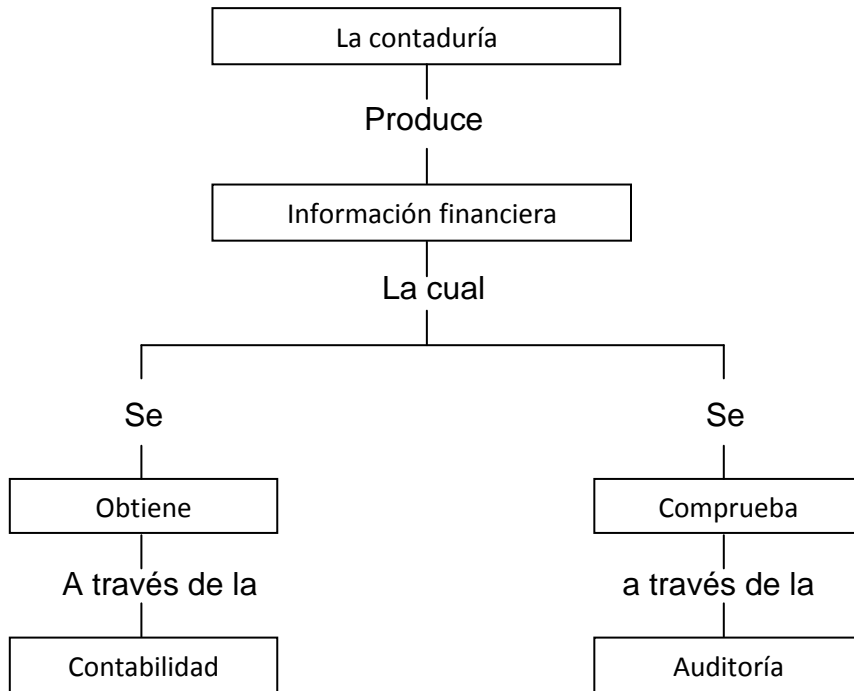 La contaduría
Produce
Información financiera
La cual
Se
Se
Obtiene
Comprueba
A través de la
a través de la
Contabilidad
Auditoría